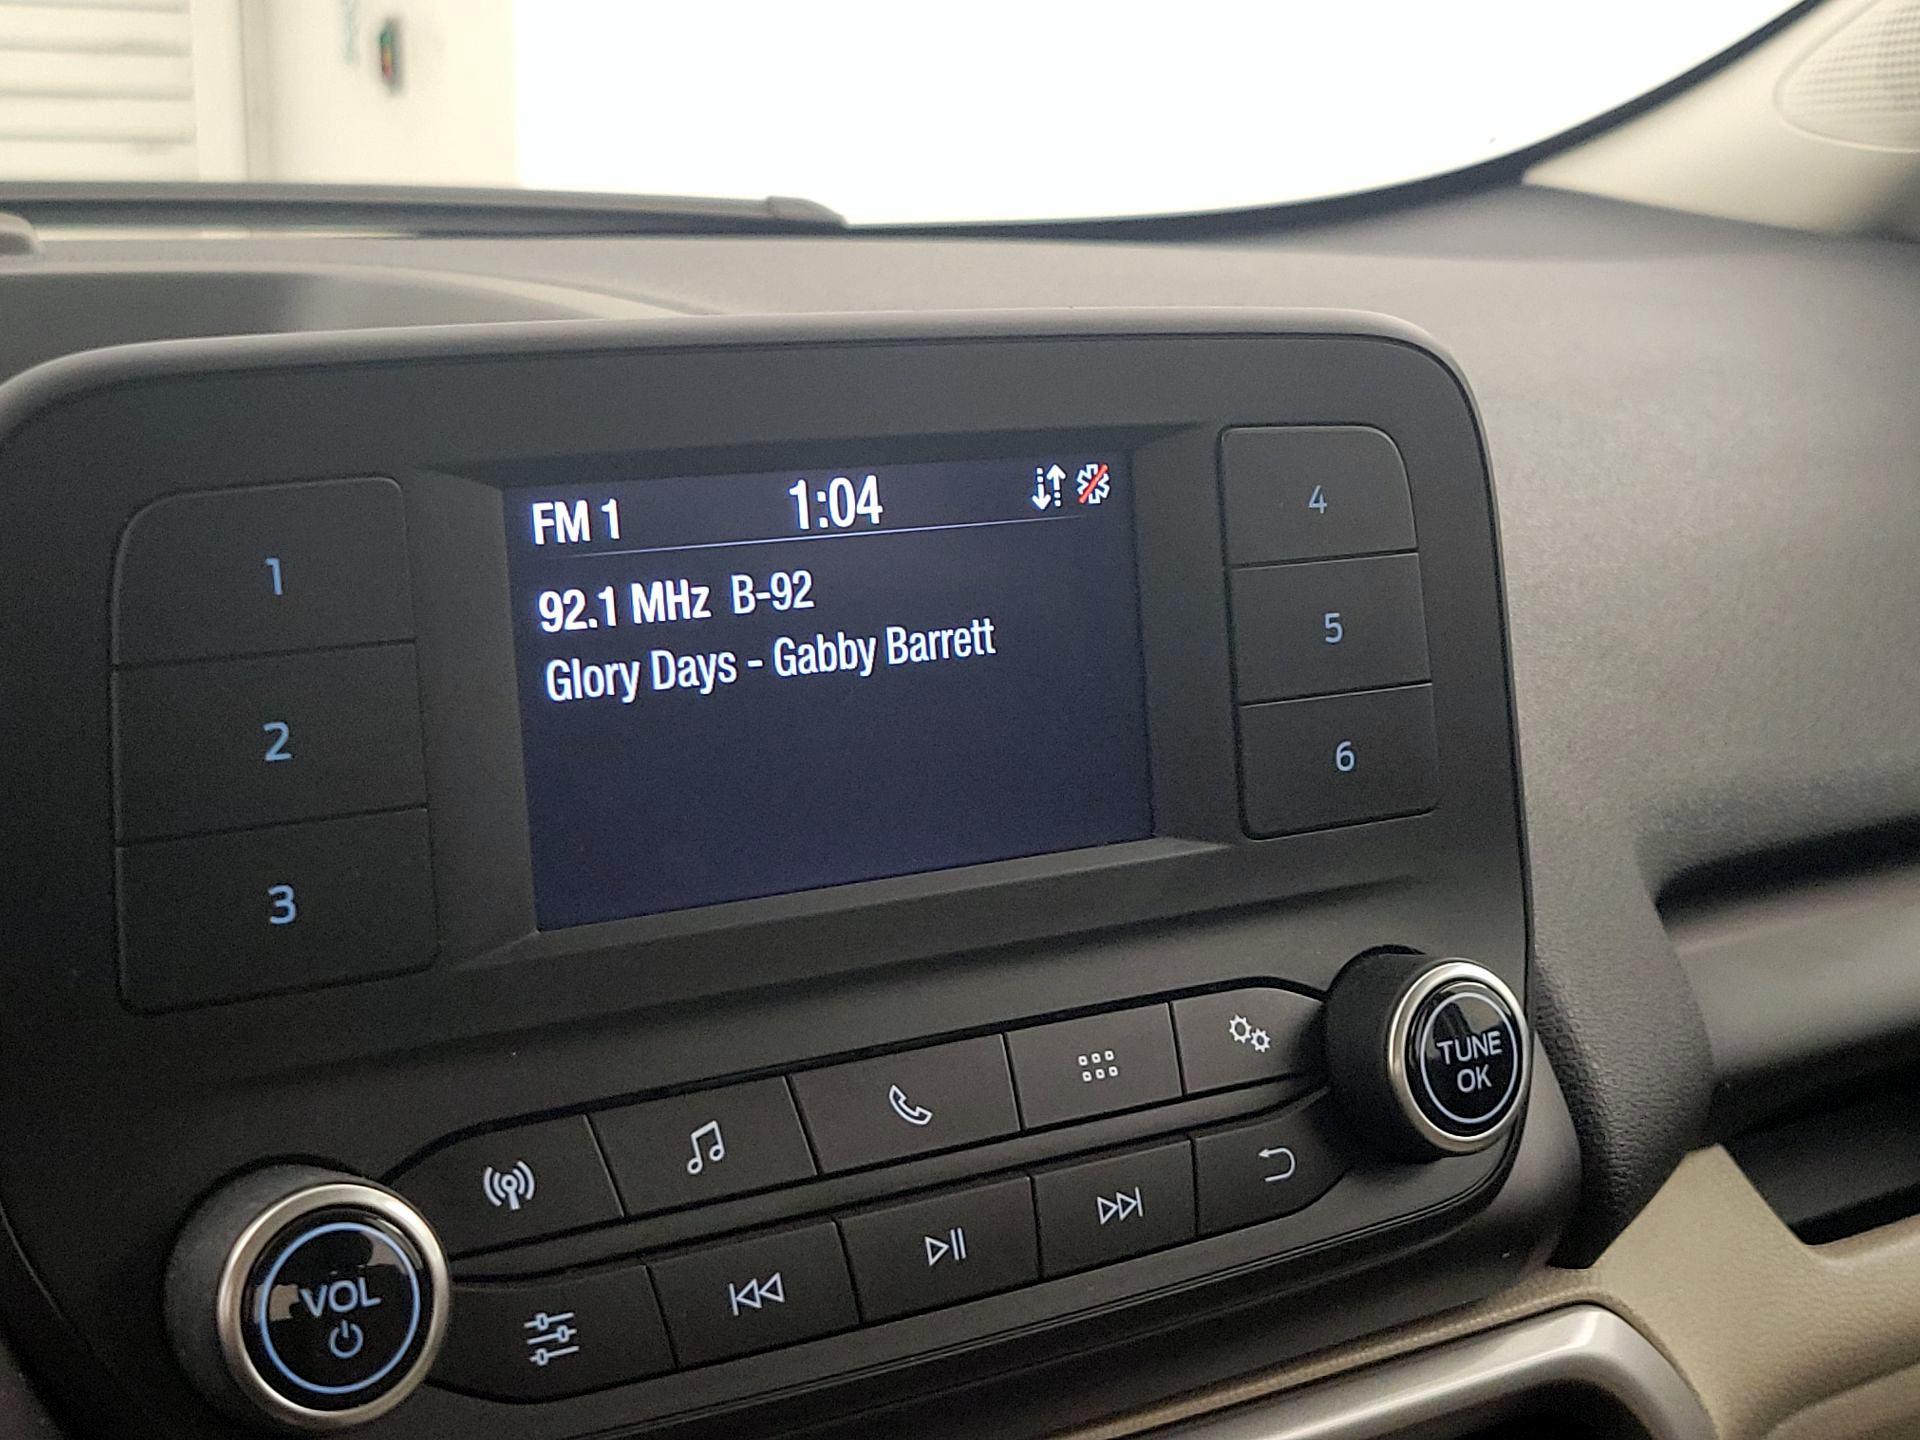 FM 1 1:04
92.1 MHz B-92
Glory Days - Gabby Barrett
1
2
3
4
5
6
TUNE
OK
VOL